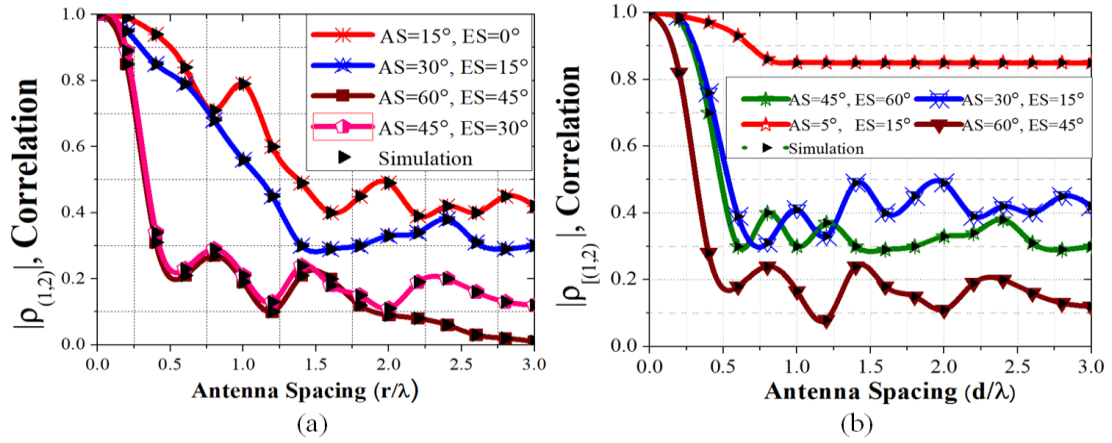 1.0
0.8
0.6
0.4
0.2
0.0
|ρ(1,2)|, Correlation
AS=15°, ES=0°
AS=30°, ES=15°
AS=60°, ES=45°
AS=45°, ES=30°
Simulation
0.0 0.5 1.0 1.5 2.0 2.5 3.0
Antenna Spacing (r/λ)
(a)
1.0
0.8
0.6
0.4
0.2
0.0
|ρ[(1,2)|, Correlation
AS=45°, ES=60° AS=30°, ES=15°
AS=5°, ES=15° AS=60°, ES=45°
Simulation
0.0 0.5 1.0 1.5 2.0 2.5 3.0
Antenna Spacing (d/λ)
(b)